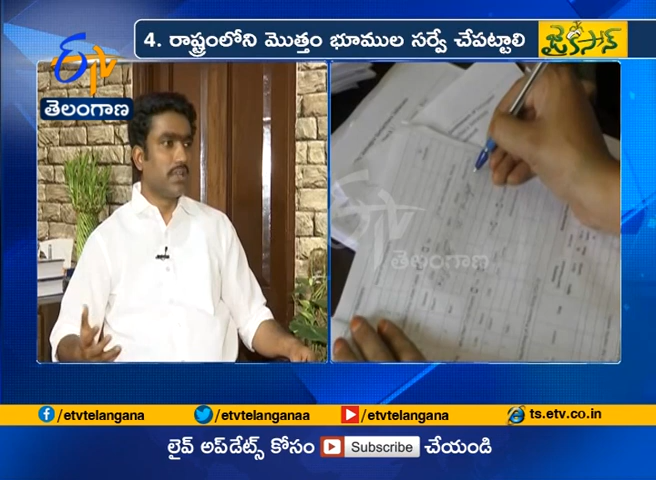 4. రాష్ట్రంలోని మొత్తం భూముల సర్వే చేపట్టాలి
జైకిసాన్
ETV
తెలంగాణ
ETV
తెలంగాణ
/etvtelangana
/etvtelanganaa
/etvtelangana
ts.etv.co.in
లైవ్ అప్‌డేట్స్ కోసం Subscribe చేయండి